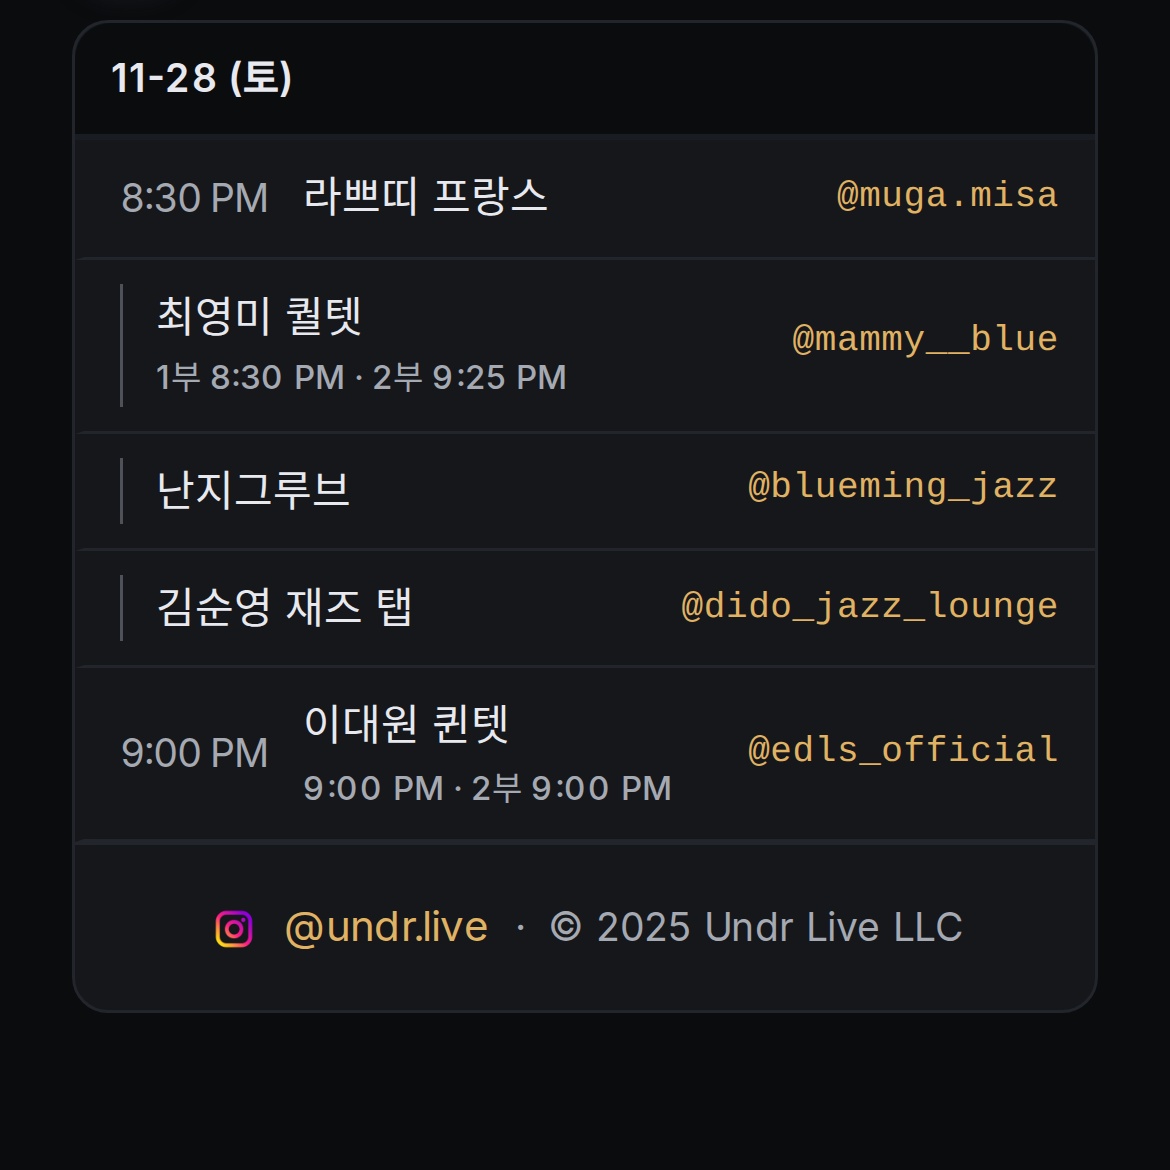 11-28 (토)
8:30 PM 라쁘띠 프랑스 @muga.misa
최영미 퀄텟 @mammy__blue
1부 8:30 PM · 2부 9:25 PM
난지그루브 @blueming_jazz
김순영 재즈 탭 @dido_jazz_lounge
이대원 퀸텟
9:00 PM @edls_official
9:00 PM · 2부 9:00 PM
@undr.live · © 2025 Undr Live LLC